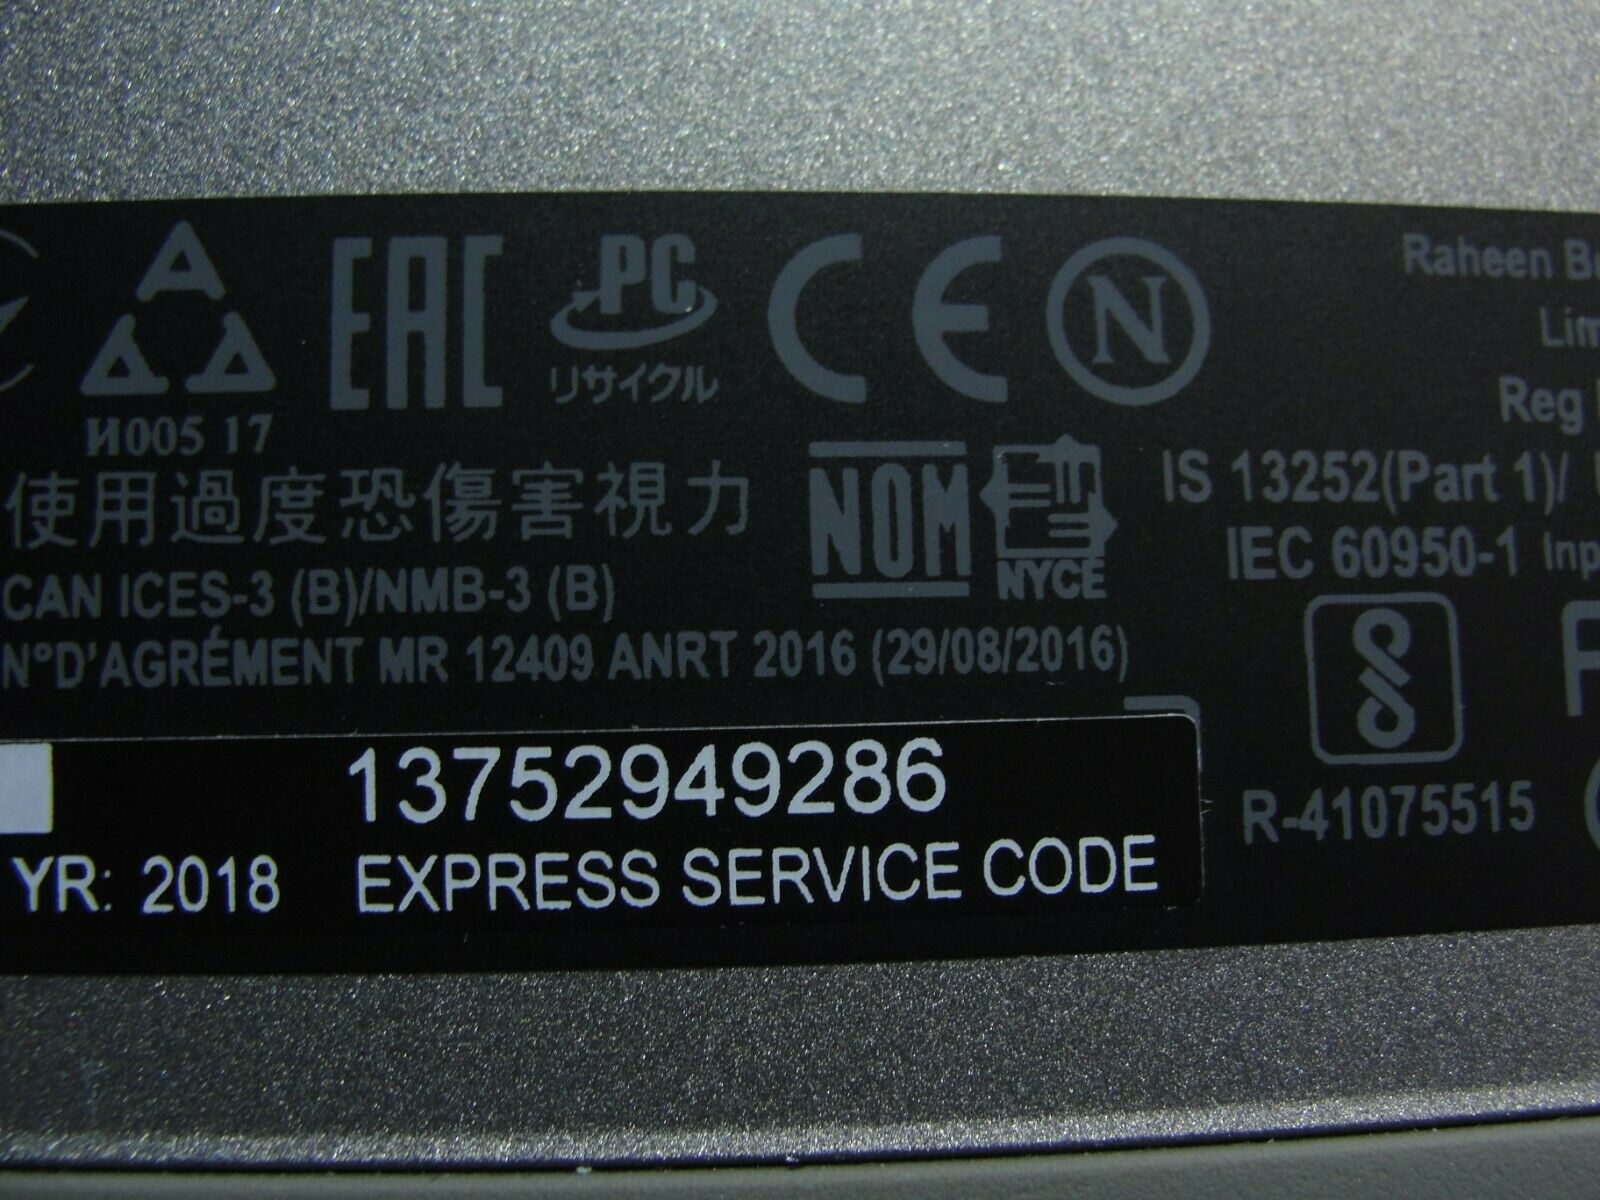 EAC PC CE N
リサイクル
И005 17
Raheen
Reg
使用過度恐傷害視力
NOM NYCE
IS 13252(Part 1)/
IEC 60950-1
CAN ICES-3 (B)/NMB-3 (B)
N°D'AGRÉMENT MR 12409 ANRT 2016 (29/08/2016)
R-41075515
13752949286
YR: 2018 EXPRESS SERVICE CODE